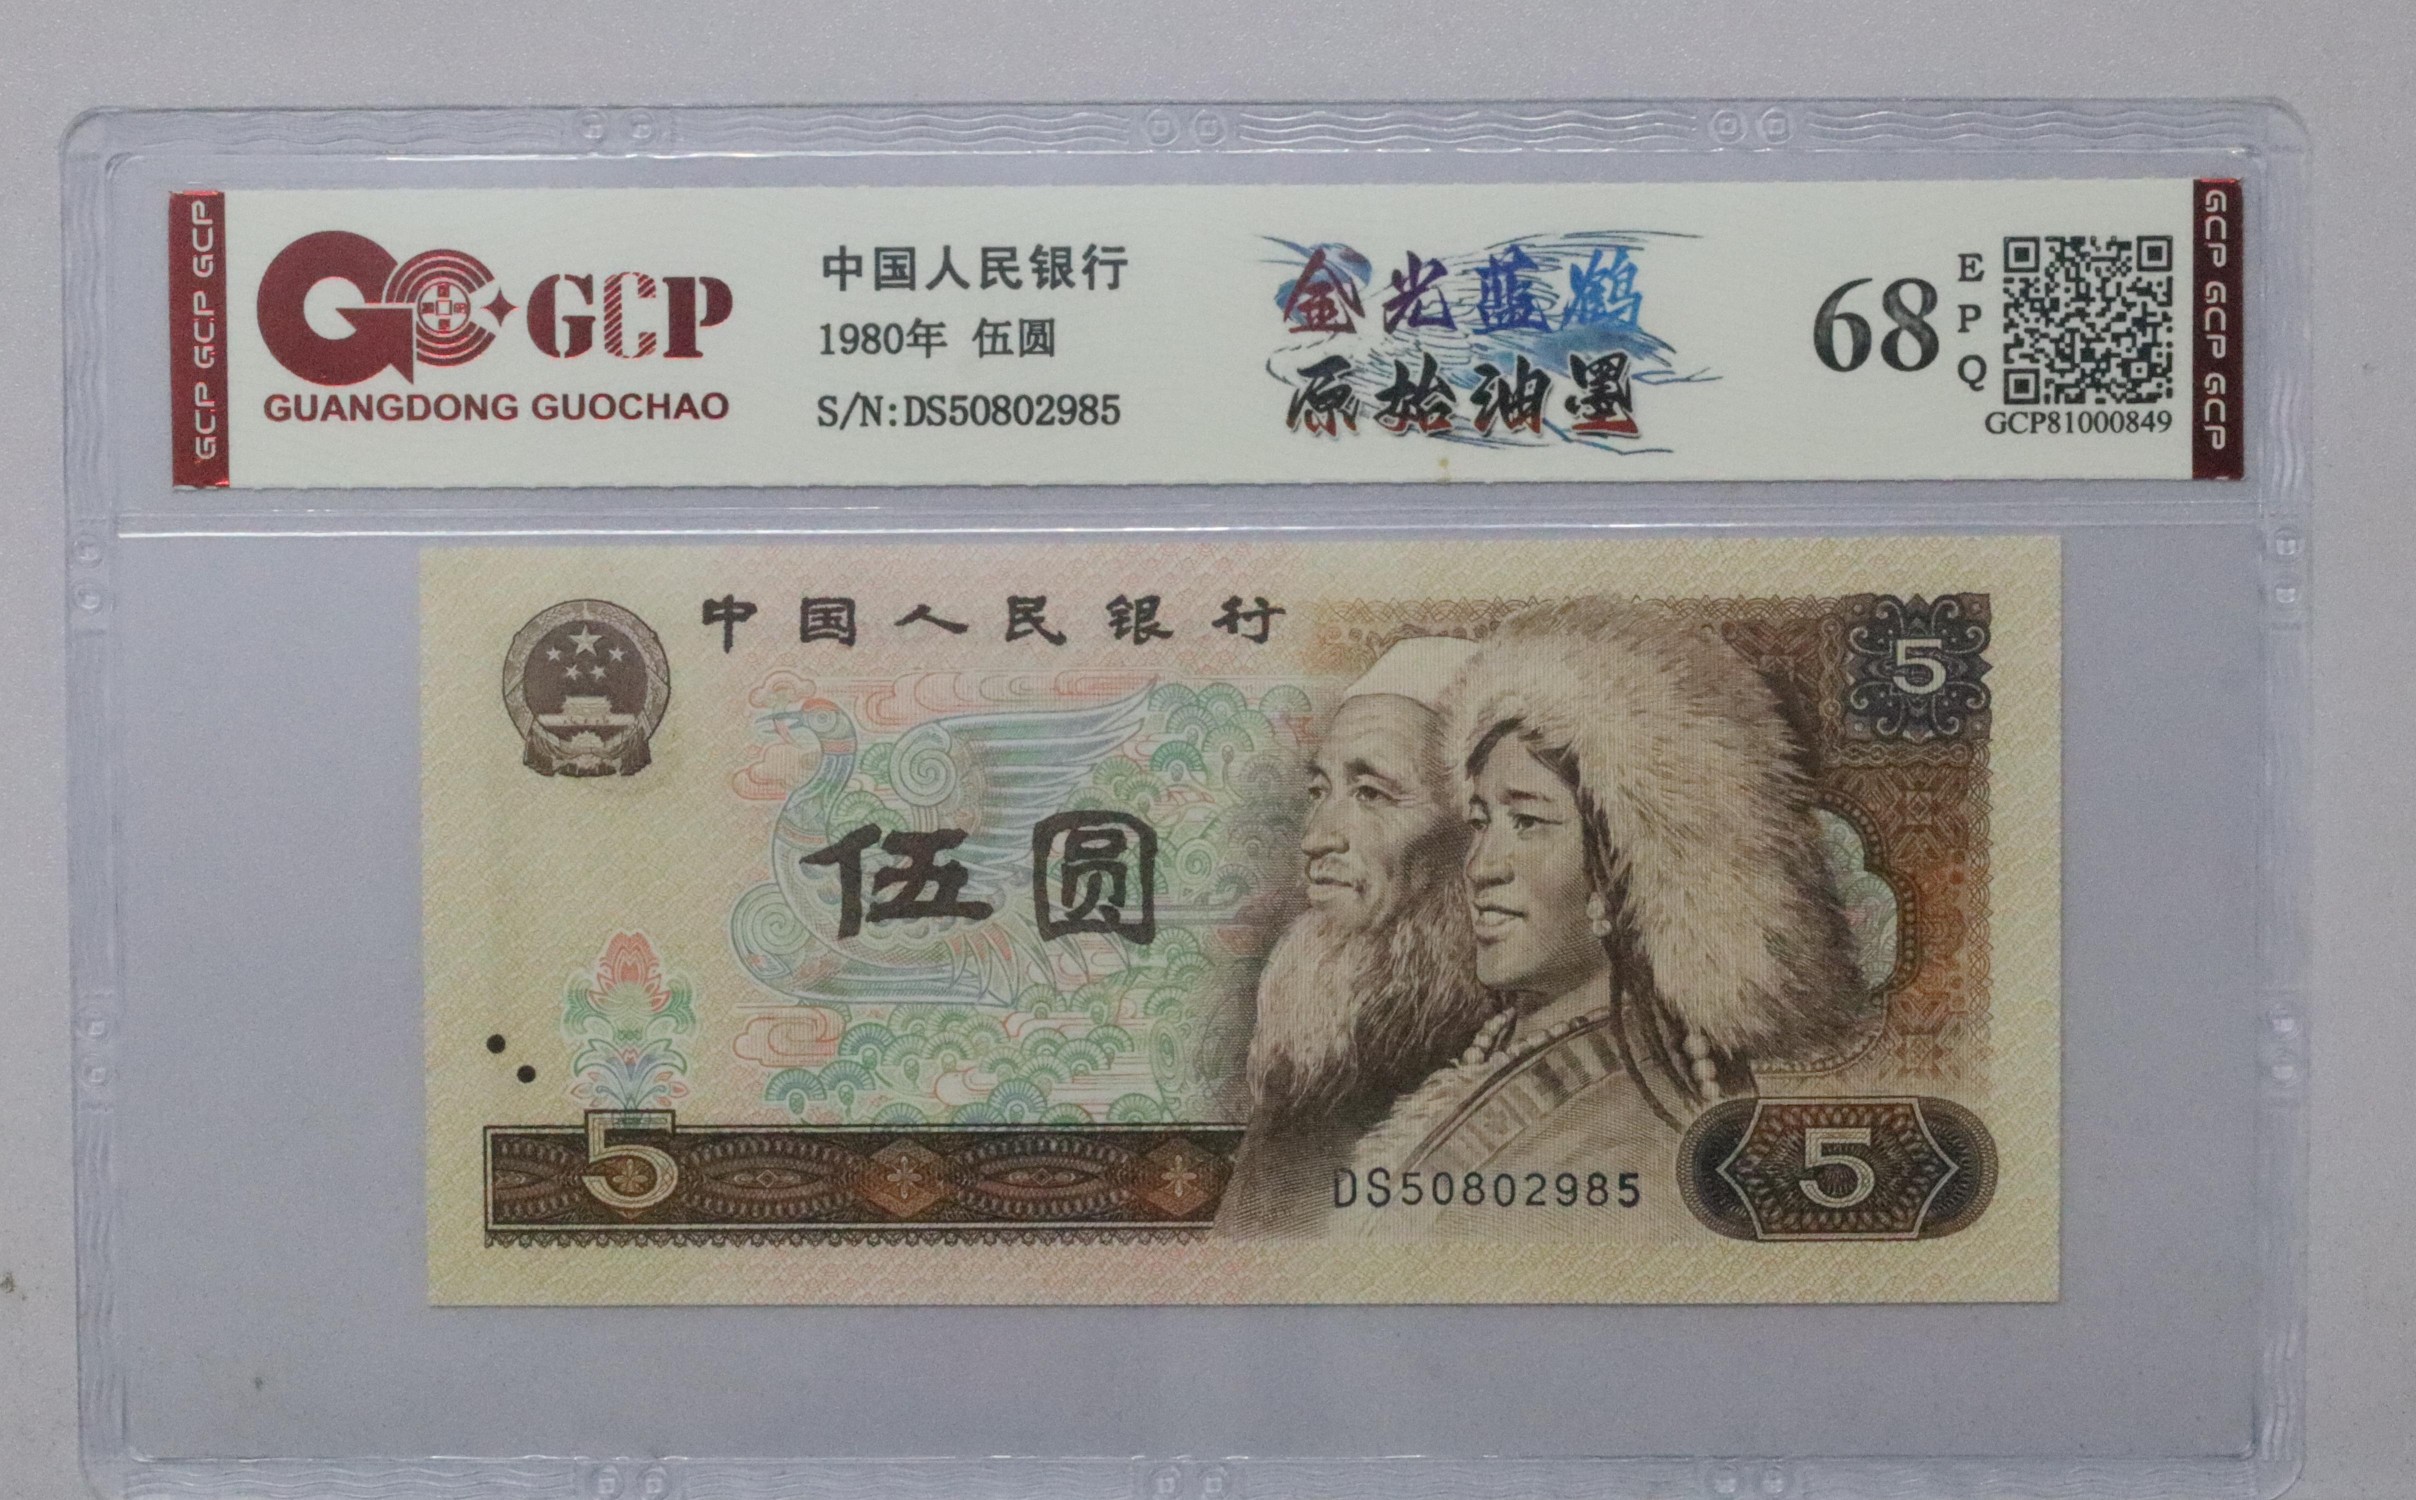 GCP GCP GCP
GCP
GUANGDONG GUOCHAO
中国人民银行
1980年 伍圆
S/N:DS50802985
金光蓝鹤
原始油墨
68
EPQ
GCP81000849
GCP GCP GCP
中国人民银行
5
伍圆
5
DS50802985
5